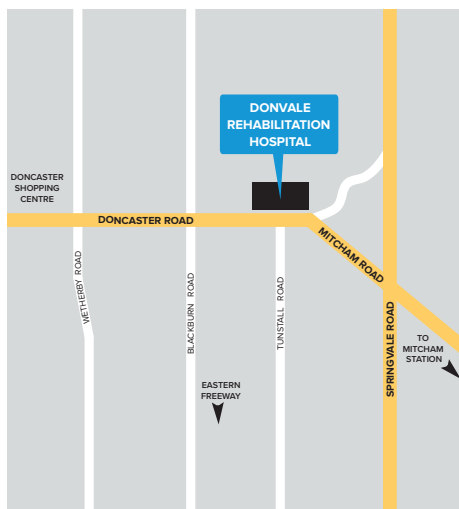 DONVALE
REHABILITATION
HOSPITAL
DONCASTER
SHOPPING
CENTRE
DONCASTER ROAD
MITCHAM ROAD
WETHERBY ROAD
BLACKBURN ROAD
TUNSTALL ROAD
SPRINGVALE ROAD
TO
MITCHAM
STATION
EASTERN
FREEWAY